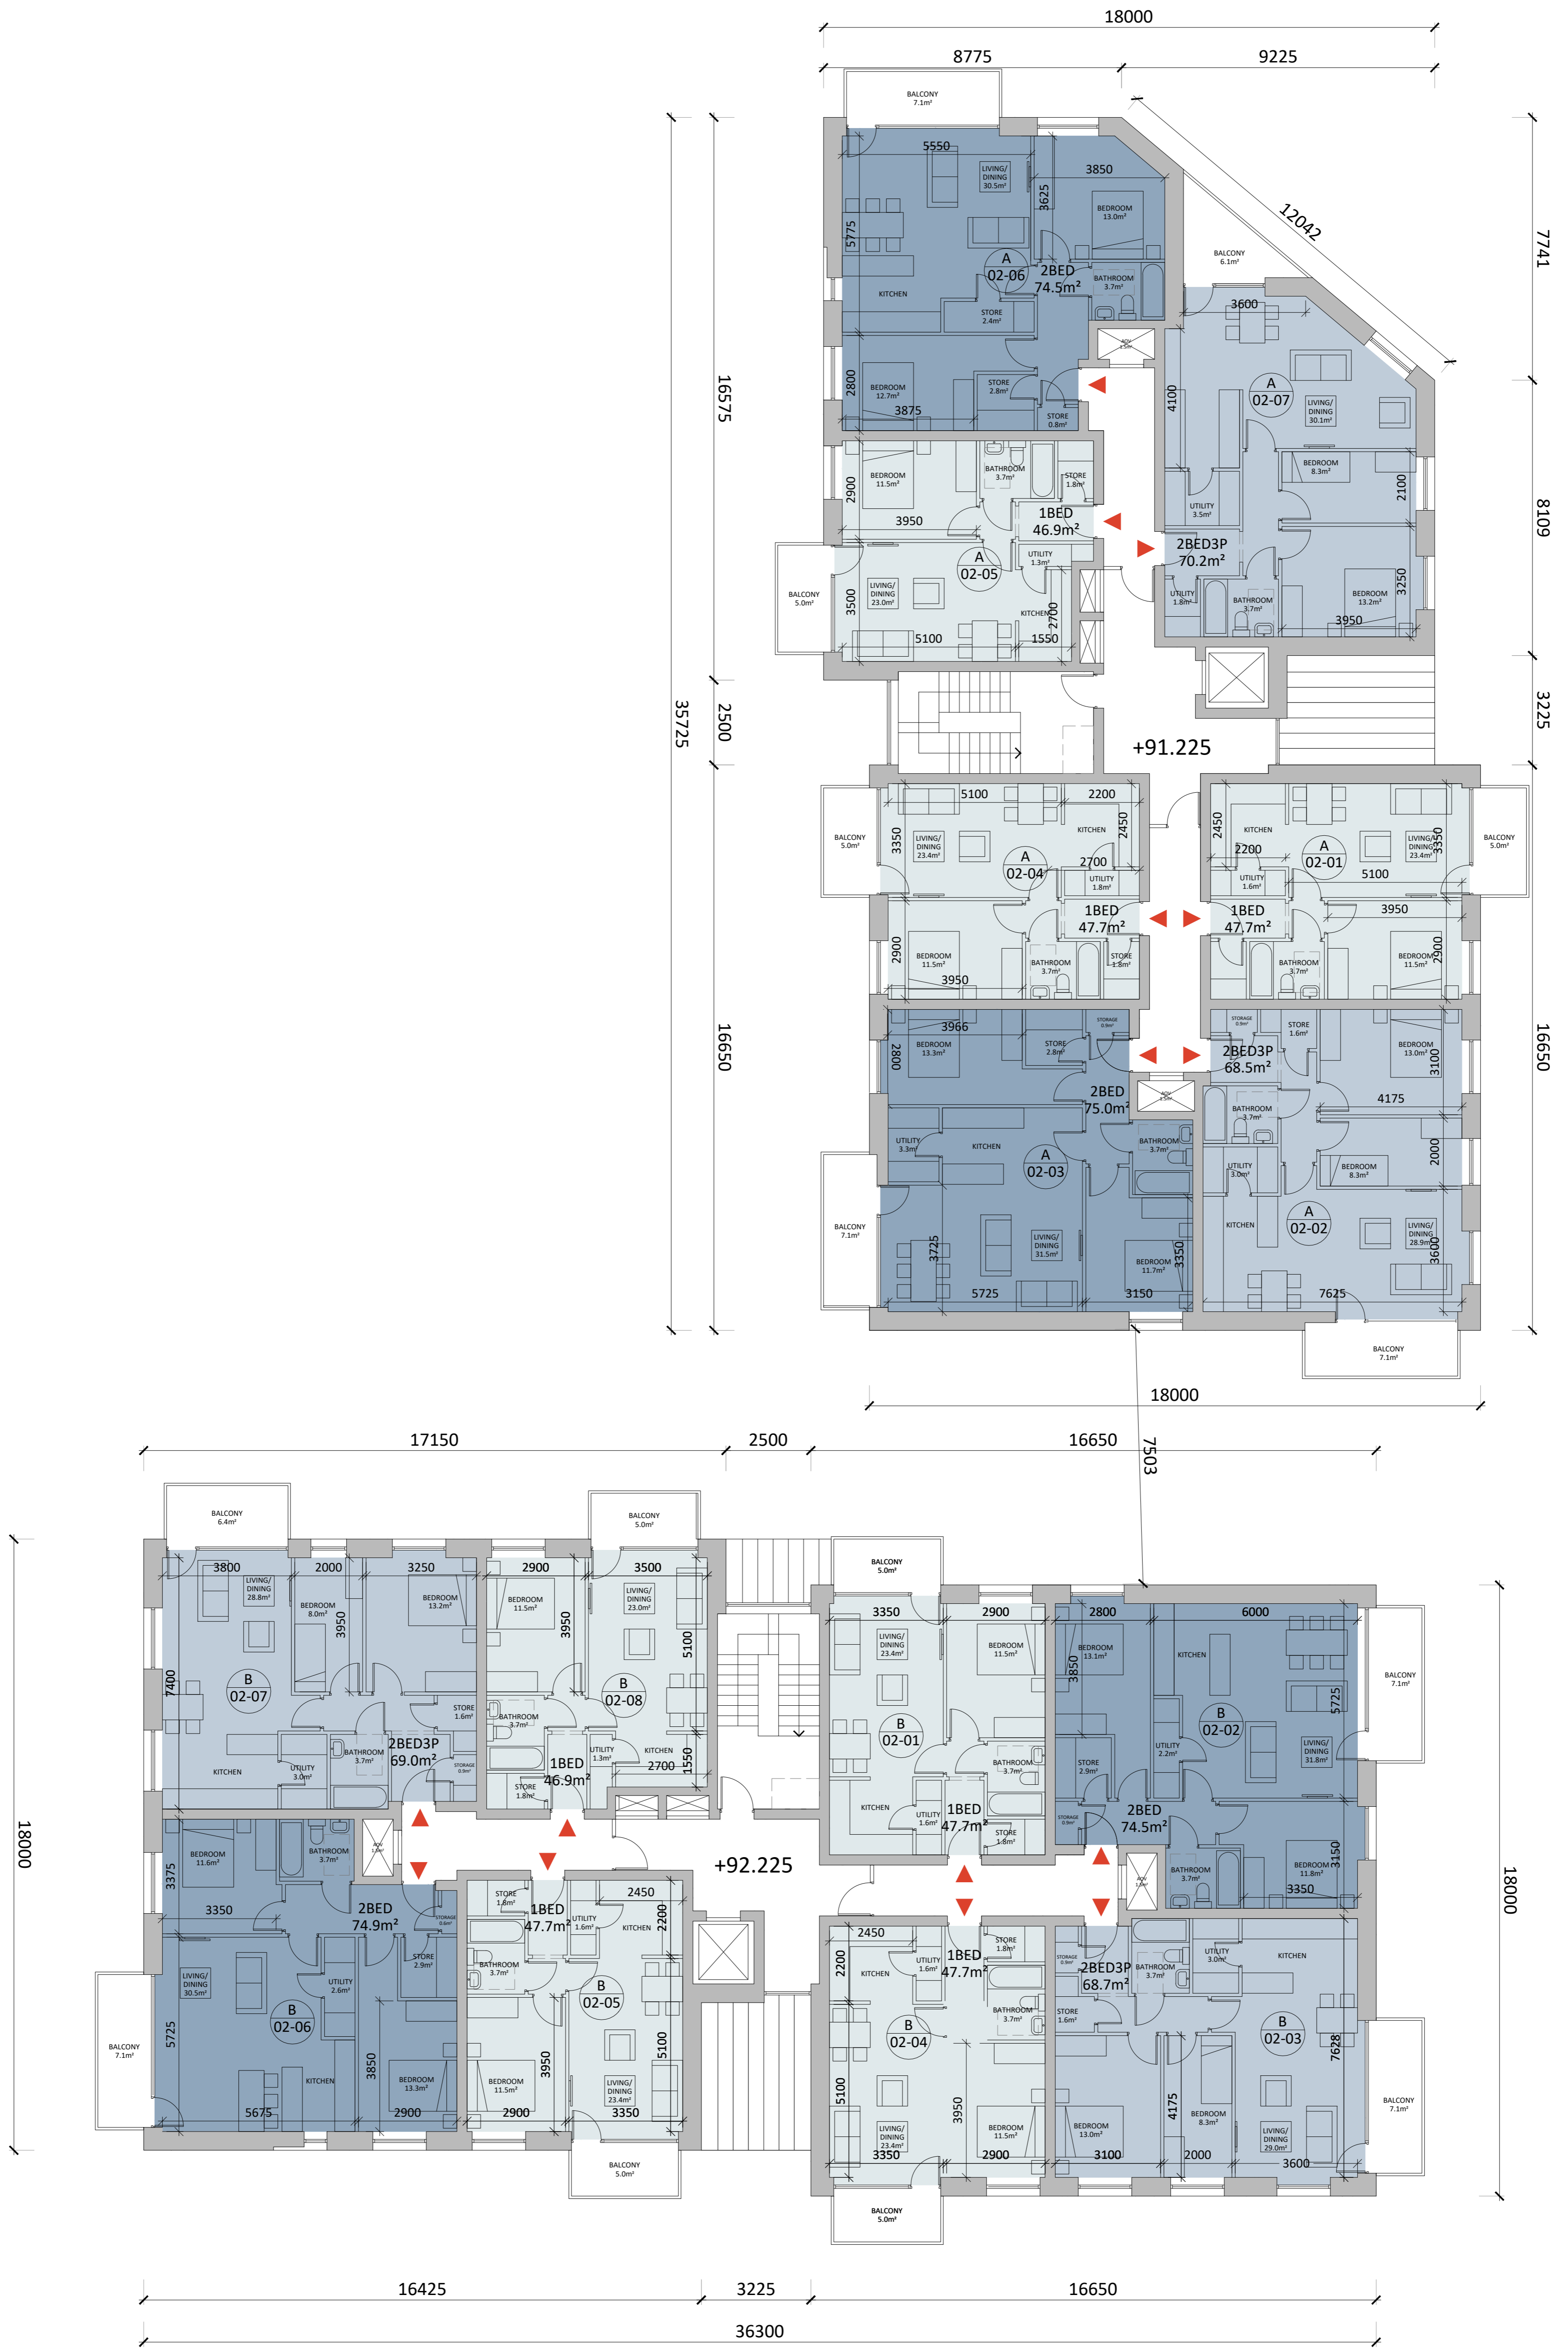 18000
8775
9225
12042
7741
8109
3225
16650
16575
2500
16650
35725
BALCONY
7.1m²
5550
LIVING/
DINING
30.5m²
3850
3625
BEDROOM
13.0m²
5775
A
02-06
2BED
74.5m²
BATHROOM
3.7m²
KITCHEN
STORE
2.4m²
AOV
1.5m²
2800
BEDROOM
12.7m²
3875
STORE
2.8m²
STORE
0.8m²
BALCONY
6.1m²
3600
4100
A
02-07
LIVING/
DINING
30.1m²
BEDROOM
8.3m²
2100
UTILITY
3.5m²
2BED3P
70.2m²
UTILITY
1.8m²
BATHROOM
3.7m²
BEDROOM
13.2m²
3250
3950
2900
BEDROOM
11.5m²
3950
BATHROOM
3.7m²
STORE
1.8m²
1BED
46.9m²
A
02-05
UTILITY
1.3m²
BALCONY
5.0m²
3500
LIVING/
DINING
23.0m²
KITCHEN
2700
5100
1550
+91.225
5100
2200
BALCONY
5.0m²
3350
LIVING/
DINING
23.4m²
KITCHEN
2450
A
02-04
2700
UTILITY
1.8m²
1BED
47.7m²
2900
BEDROOM
11.5m²
3950
BATHROOM
3.7m²
STORE
1.8m²
2450
KITCHEN
2200
A
02-01
LIVING/
DINING
23.4m²
3350
BALCONY
5.0m²
UTILITY
1.6m²
5100
1BED
47.7m²
3950
BATHROOM
3.7m²
BEDROOM
11.5m²
2900
3966
2800
BEDROOM
13.3m²
STORE
2.8m²
STORAGE
0.9m²
2BED
75.0m²
AOV
1.5m²
UTILITY
3.3m²
KITCHEN
A
02-03
BATHROOM
3.7m²
BALCONY
7.1m²
3725
LIVING/
DINING
31.5m²
BEDROOM
11.7m²
3350
5725
3150
STORAGE
0.9m²
STORE
1.6m²
2BED3P
68.5m²
BEDROOM
13.0m²
3100
4175
BATHROOM
3.7m²
UTILITY
3.0m²
BEDROOM
8.3m²
2000
KITCHEN
A
02-02
LIVING/
DINING
28.9m²
3600
7625
BALCONY
7.1m²
18000
7503
17150
2500
16650
18000
18000
BALCONY
6.4m²
3800
2000
3250
LIVING/
DINING
28.8m²
BEDROOM
8.0m²
3950
BEDROOM
13.2m²
7400
B
02-07
STORE
1.6m²
2BED3P
69.0m²
BATHROOM
3.7m²
UTILITY
3.0m²
KITCHEN
STORAGE
0.9m²
BALCONY
5.0m²
2900
3500
BEDROOM
11.5m²
3950
LIVING/
DINING
23.0m²
5100
B
02-08
BATHROOM
3.7m²
1BED
46.9m²
UTILITY
1.3m²
KITCHEN
2700
1550
STORE
1.8m²
+92.225
BALCONY
5.0m²
3350
2900
LIVING/
DINING
23.4m²
BEDROOM
11.5m²
B
02-01
BATHROOM
3.7m²
KITCHEN
UTILITY
1.6m²
1BED
47.7m²
STORE
1.8m²
2800
6000
BEDROOM
13.1m²
3850
KITCHEN
B
02-02
5725
BALCONY
7.1m²
UTILITY
2.2m²
LIVING/
DINING
31.8m²
STORE
2.9m²
STORAGE
0.9m²
2BED
74.5m²
BATHROOM
3.7m²
BEDROOM
11.8m²
3150
3350
3375
BEDROOM
11.6m²
BATHROOM
3.7m²
3350
2BED
74.9m²
STORAGE
0.6m²
STORE
2.9m²
LIVING/
DINING
30.5m²
UTILITY
2.6m²
B
02-06
BALCONY
7.1m²
5725
KITCHEN
3850
BEDROOM
13.3m²
5675
2900
STORE
1.8m²
1BED
47.7m²
UTILITY
1.6m²
2450
KITCHEN
2200
BATHROOM
3.7m²
B
02-05
3950
BEDROOM
11.5m²
5100
LIVING/
DINING
23.4m²
2900
3350
BALCONY
5.0m²
2450
2200
KITCHEN
UTILITY
1.6m²
1BED
47.7m²
STORE
1.8m²
BATHROOM
3.7m²
B
02-04
5100
3950
LIVING/
DINING
23.4m²
BEDROOM
11.5m²
3350
2900
BALCONY
5.0m²
STORAGE
0.9m²
2BED3P
68.7m²
BATHROOM
3.7m²
UTILITY
3.0m²
KITCHEN
STORE
1.6m²
B
02-03
7628
4175
BEDROOM
13.0m²
BEDROOM
8.3m²
LIVING/
DINING
29.0m²
3100
2000
3600
BALCONY
7.1m²
16425
3225
16650
36300